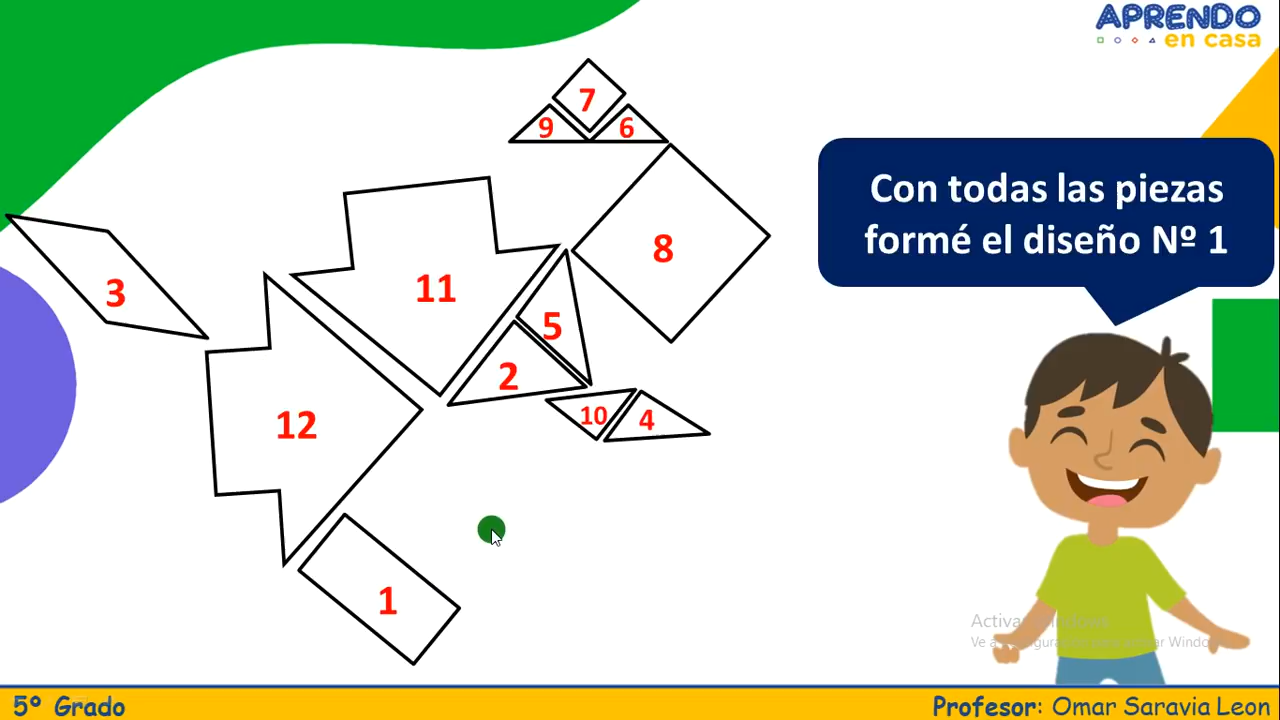 APRENDO
en casa
7
9
6
Con todas las piezas
formé el diseño Nº 1
8
3
11
5
2
10
4
12
1
5º Grado
Profesor: Omar Saravia Leon